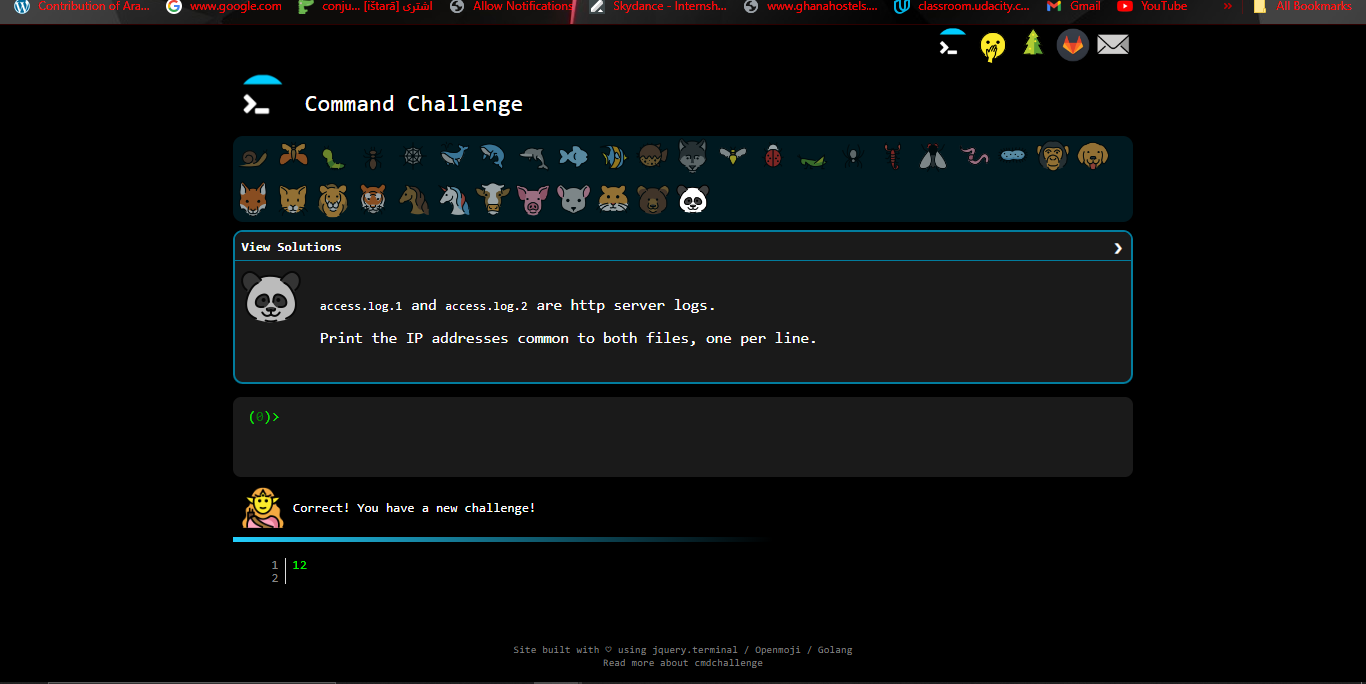 Contribution of Ara... www.google.com conju... [ištarā] اشترى Allow Notifications Skydance - Internsh... www.ghanahostels.... classroom.udacity.c... Gmail YouTube » All Bookmarks
Command Challenge
View Solutions
access.log.1 and access.log.2 are http server logs.
Print the IP addresses common to both files, one per line.
(0)>
Correct! You have a new challenge!
1 12
2
Site built with ♡ using jquery.terminal / Openmoji / Golang
Read more about cmdchallenge